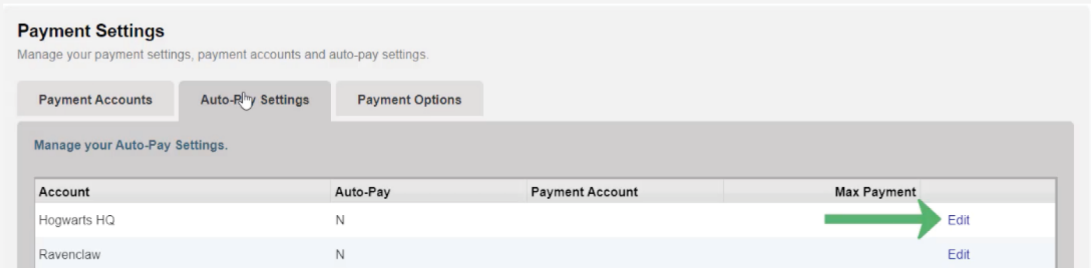 Payment Settings
Manage your payment settings, payment accounts and auto-pay settings.
Payment Accounts Auto-Pay Settings Payment Options
Manage your Auto-Pay Settings.
Account Auto-Pay Payment Account Max Payment
Hogwarts HQ N Edit
Ravenclaw N Edit